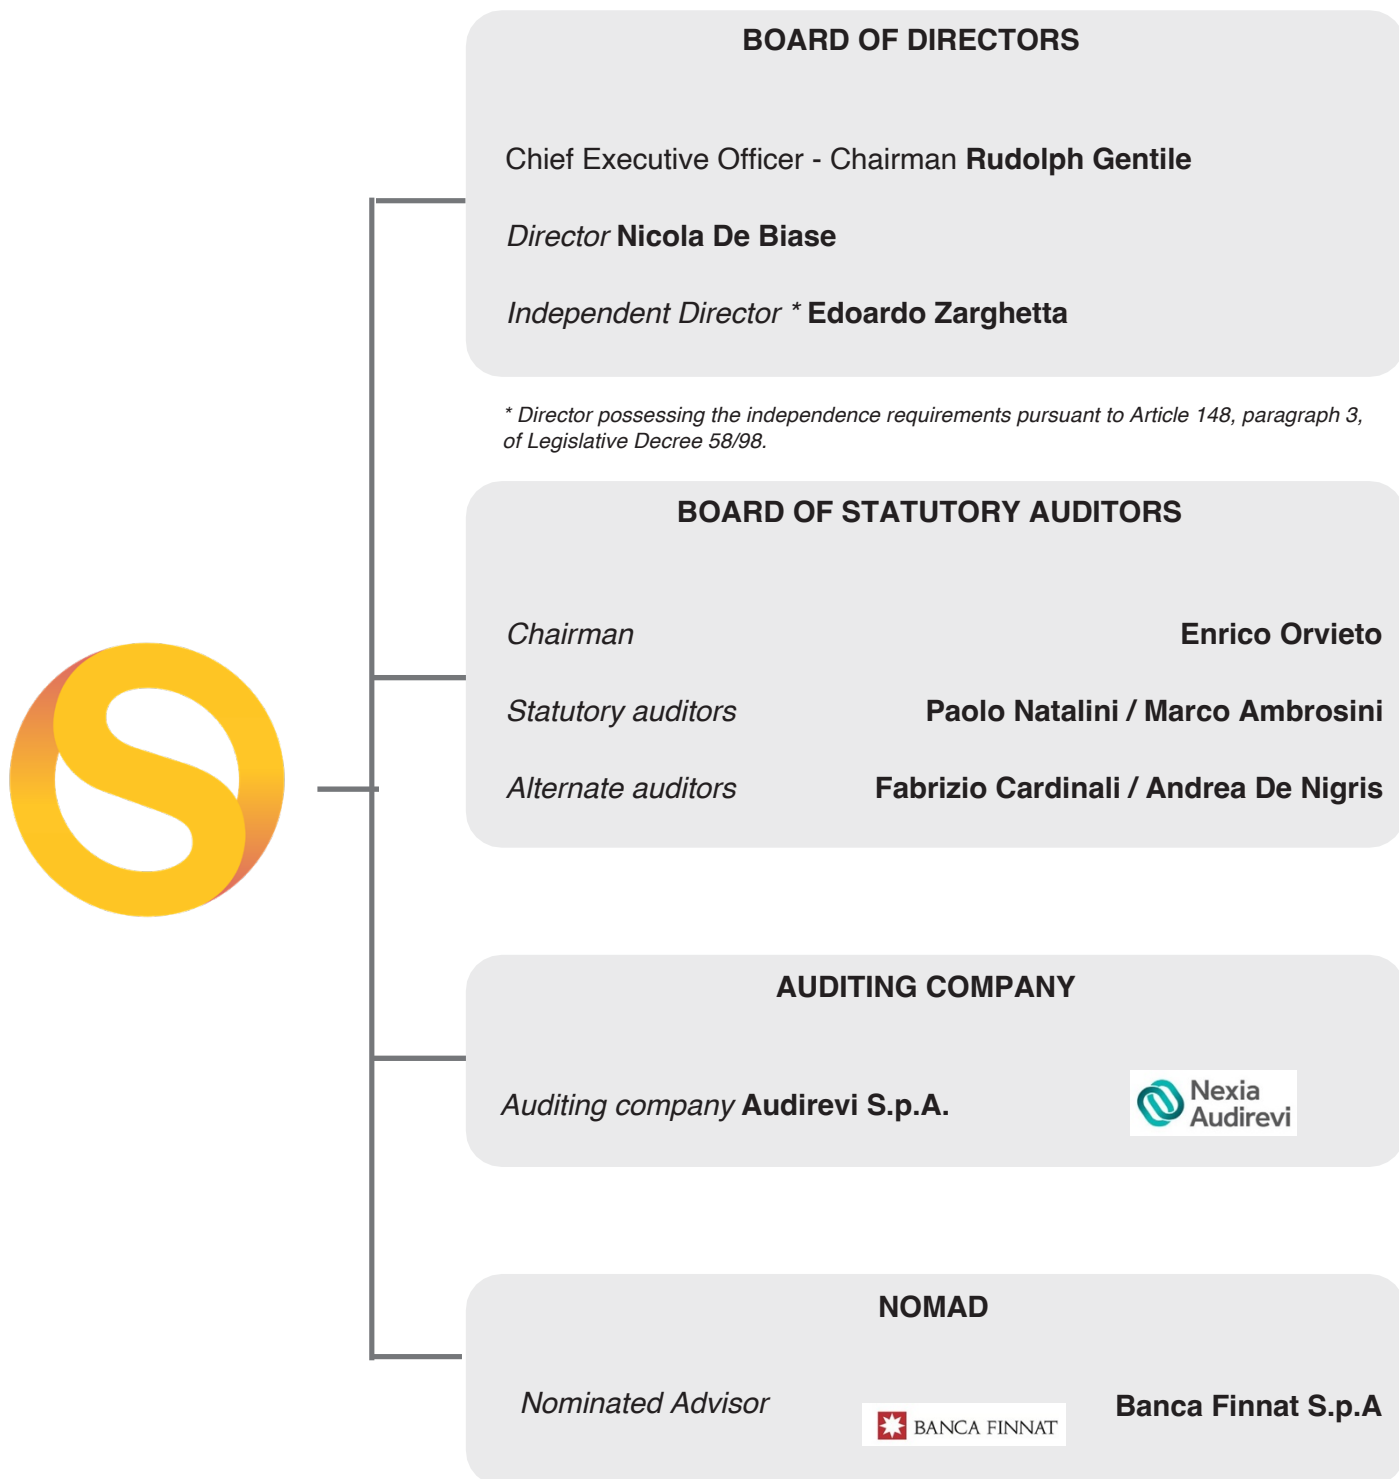 BOARD OF DIRECTORS
Chief Executive Officer - Chairman Rudolph Gentile
Director Nicola De Biase
Independent Director * Edoardo Zarghetta
* Director possessing the independence requirements pursuant to Article 148, paragraph 3,
of Legislative Decree 58/98.
BOARD OF STATUTORY AUDITORS
Chairman Enrico Orvieto
Statutory auditors Paolo Natalini / Marco Ambrosini
Alternate auditors Fabrizio Cardinali / Andrea De Nigris
AUDITING COMPANY
Auditing company Audirevi S.p.A.
Nexia
Audirevi
NOMAD
Nominated Advisor
BANCA FINNAT
Banca Finnat S.p.A